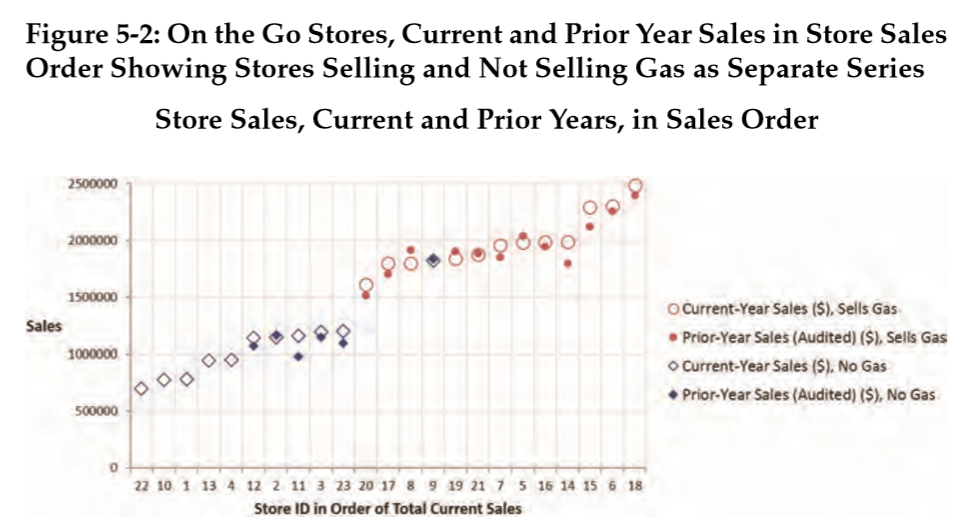 Figure 5-2: On the Go Stores, Current and Prior Year Sales in Store Sales
Order Showing Stores Selling and Not Selling Gas as Separate Series
Store Sales, Current and Prior Years, in Sales Order
2500000
2000000
1500000
1000000
500000
0
Sales
22 10 1 13 4 12 2 11 3 23 20 17 8 9 19 21 7 5 16 14 15 6 18
Store ID in Order of Total Current Sales
Current-Year Sales ($), Sells Gas
Prior-Year Sales (Audited) ($), Sells Gas
Current-Year Sales ($), No Gas
Prior-Year Sales (Audited) ($), No Gas